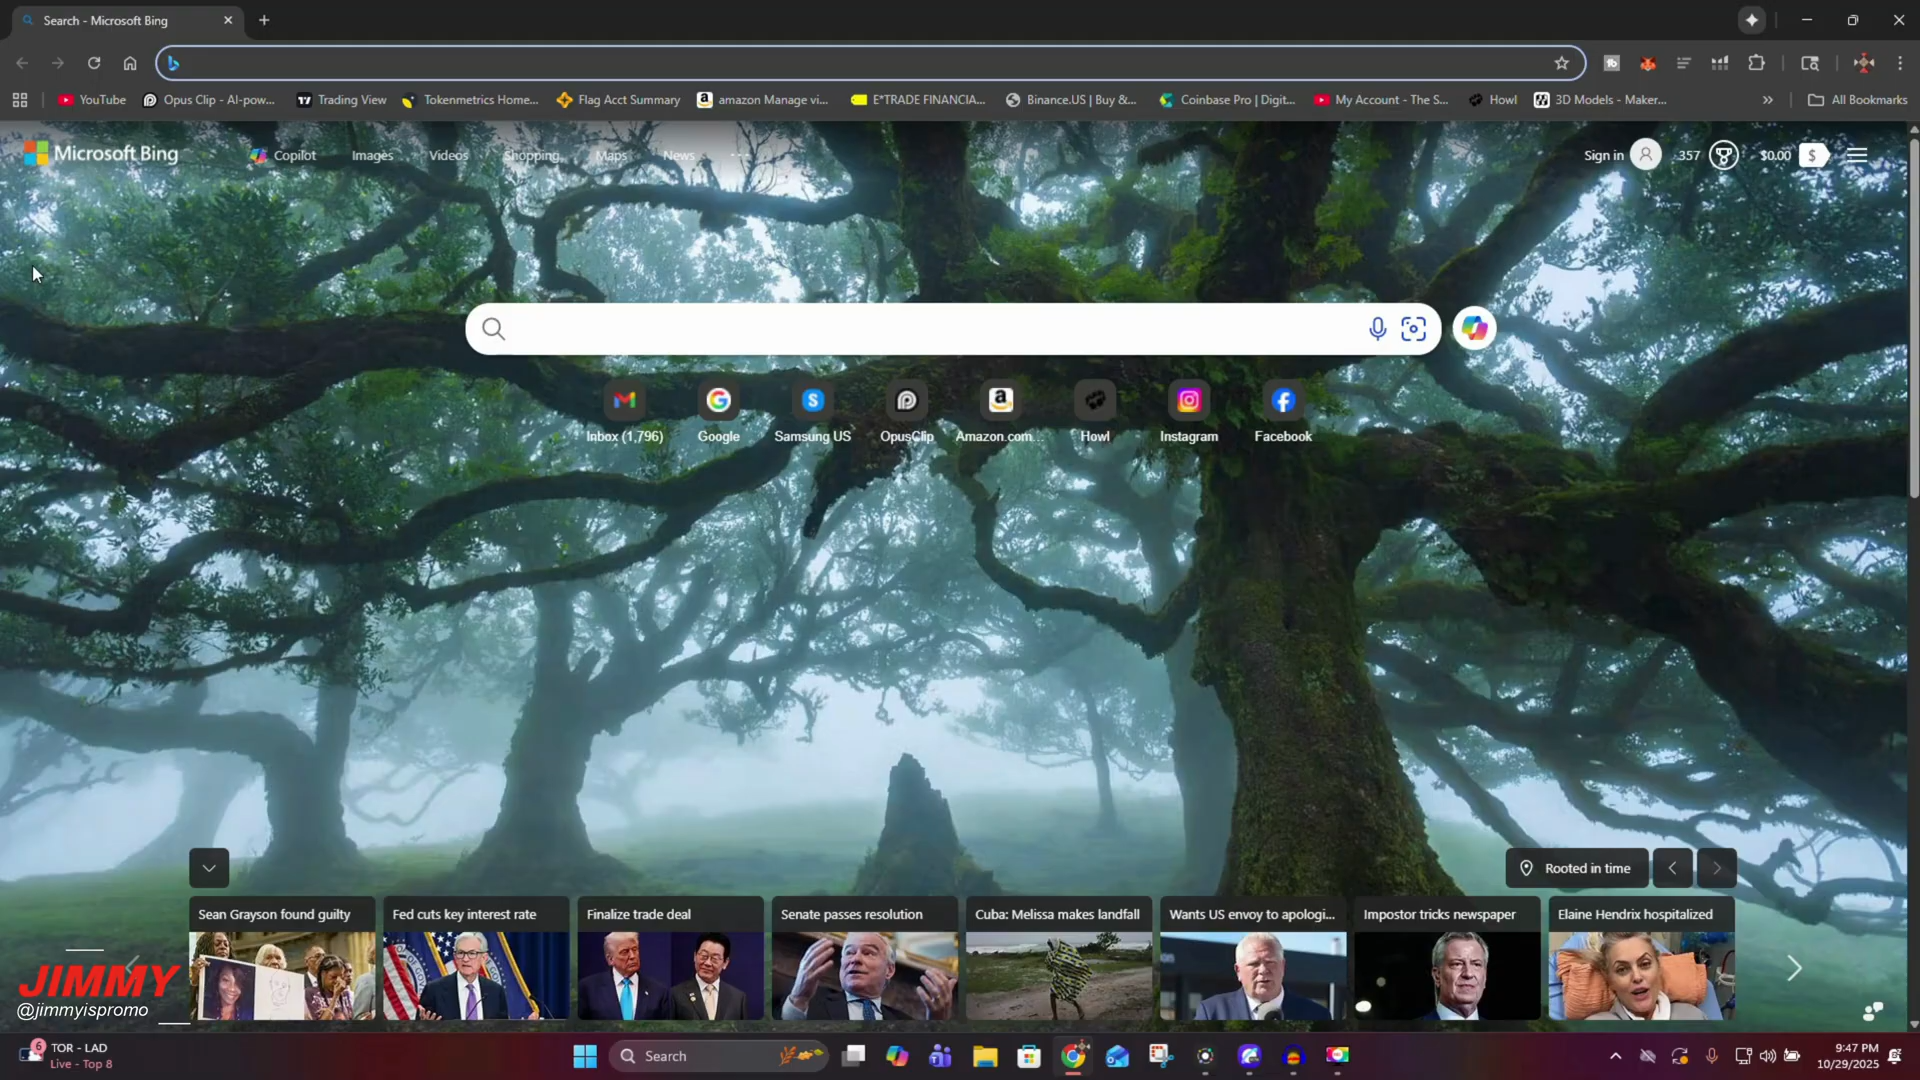 Search - Microsoft Bing
YouTube
Opus Clip - AI-pow...
Trading View
Tokenmetrics Home...
Flag Acct Summary
amazon Manage vi...
E*TRADE FINANCIA...
Binance.US | Buy &...
Coinbase Pro | Digit...
My Account - The S...
Howl
3D Models - Maker...
All Bookmarks
Microsoft Bing
Copilot
Images
Videos
Shopping
Maps
News
Sign in
357
$0.00
Inbox (1,796)
Google
Samsung US
OpusClip
Amazon.com...
Howl
Instagram
Facebook
Rooted in time
Sean Grayson found guilty
Fed cuts key interest rate
Finalize trade deal
Senate passes resolution
Cuba: Melissa makes landfall
Wants US envoy to apologi...
Impostor tricks newspaper
Elaine Hendrix hospitalized
JIMMY
@jimmyispromo
6
TOR - LAD
Live - Top 8
Search
9:47 PM
10/29/2025